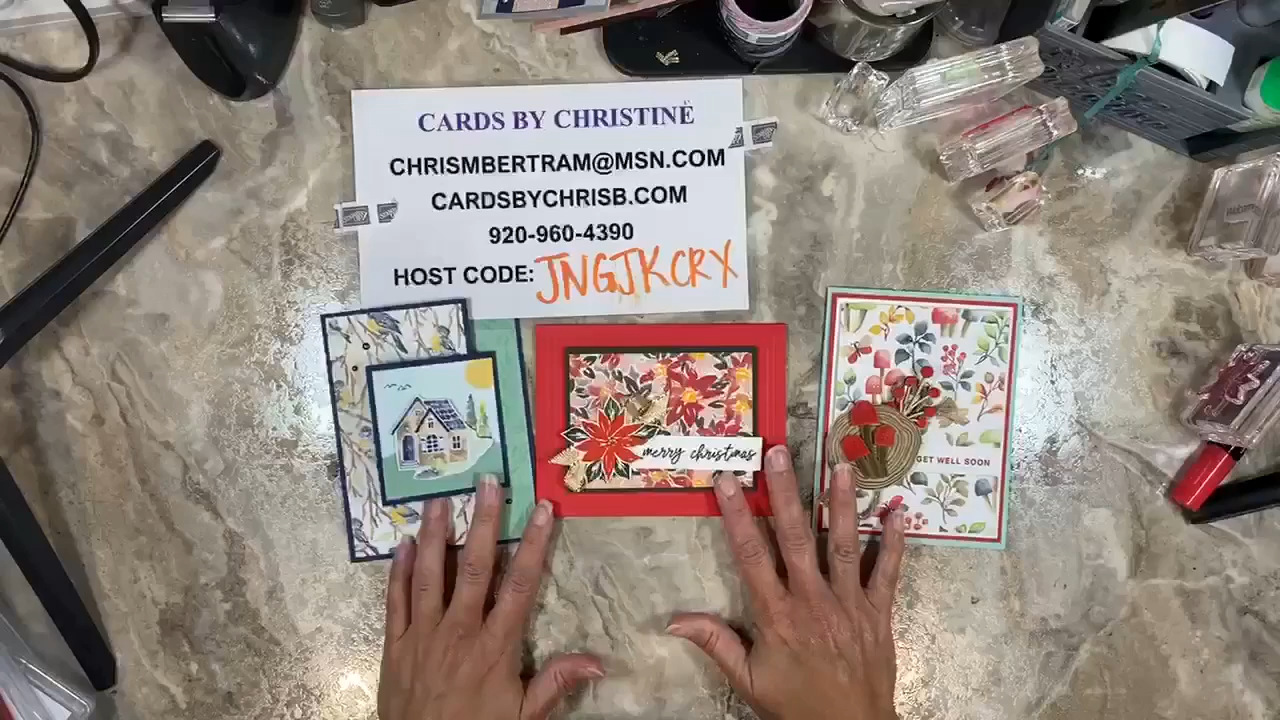 CARDS BY CHRISTINE
CHRISMBERTRAM@MSN.COM
CARDSBYCHRISB.COM
920-960-4390
HOST CODE: JNGJKCRX
merry christmas
GET WELL SOON